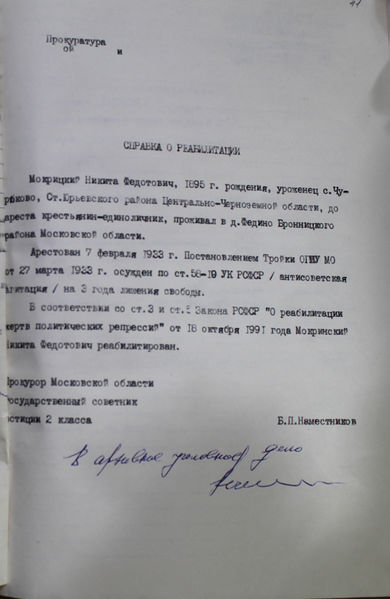 71
Прокуратура
ой и
СПРАВКА О РЕАБИЛИТАЦИИ
Мокрицкий Никита Федотович, 1895 г. рождения, уроженец с.Чу-
ково, Ст.Юрьевского района Центрально-Черноземной области, до
ареста крестьянин-единоличник, проживал в д.Федино Бронницкого
района Московской области.
Арестован 7 февраля 1933 г. Постановлением Тройки ОГПУ МО
от 27 марта 1933 г. осужден по ст.58-10 УК РСФСР / антисоветская
агитация / на 3 года лишения свободы.
В соответствии со ст.3 и ст.5 Закона РСФСР "О реабилитации
жертв политических репрессий" от 18 октября 1991 года Мокринский
Никита Федотович реабилитирован.
Прокурор Московской области
государственный советник
юстиции 2 класса Б.П.Наместников
В архивное уголовное дело